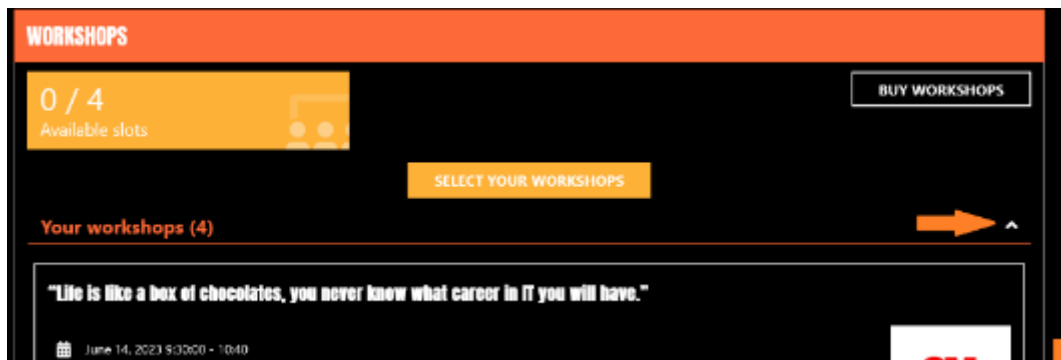 WORKSHOPS
0 / 4
Available slots
BUY WORKSHOPS
SELECT YOUR WORKSHOPS
Your workshops (4)
"Life is like a box of chocolates, you never know what career in IT you will have."
June 14, 2023 9:30:00 - 10:40